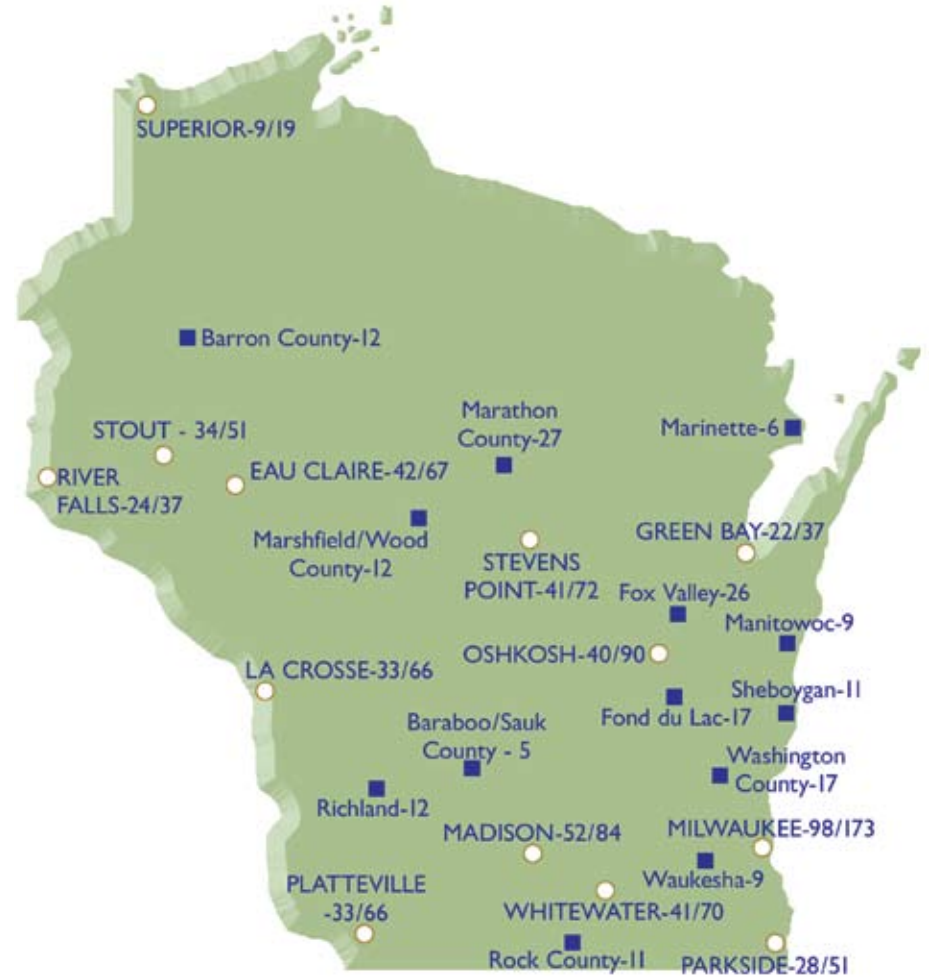 SUPERIOR-9/19
Barron County-12
Marathon
County-27
Marinette-6
STOUT - 34/51
RIVER
FALLS-24/37
EAU CLAIRE-42/67
Marshfield/Wood
County-12
STEVENS
POINT-41/72
GREEN BAY-22/37
Fox Valley-26
Manitowoc-9
OSHKOSH-40/90
LA CROSSE-33/66
Sheboygan-11
Fond du Lac-17
Baraboo/Sauk
County - 5
Washington
County-17
Richland-12
MADISON-52/84
MILWAUKEE-98/173
Waukesha-9
PLATTEVILLE
-33/66
WHITEWATER-41/70
Rock County-11
PARKSIDE-28/51